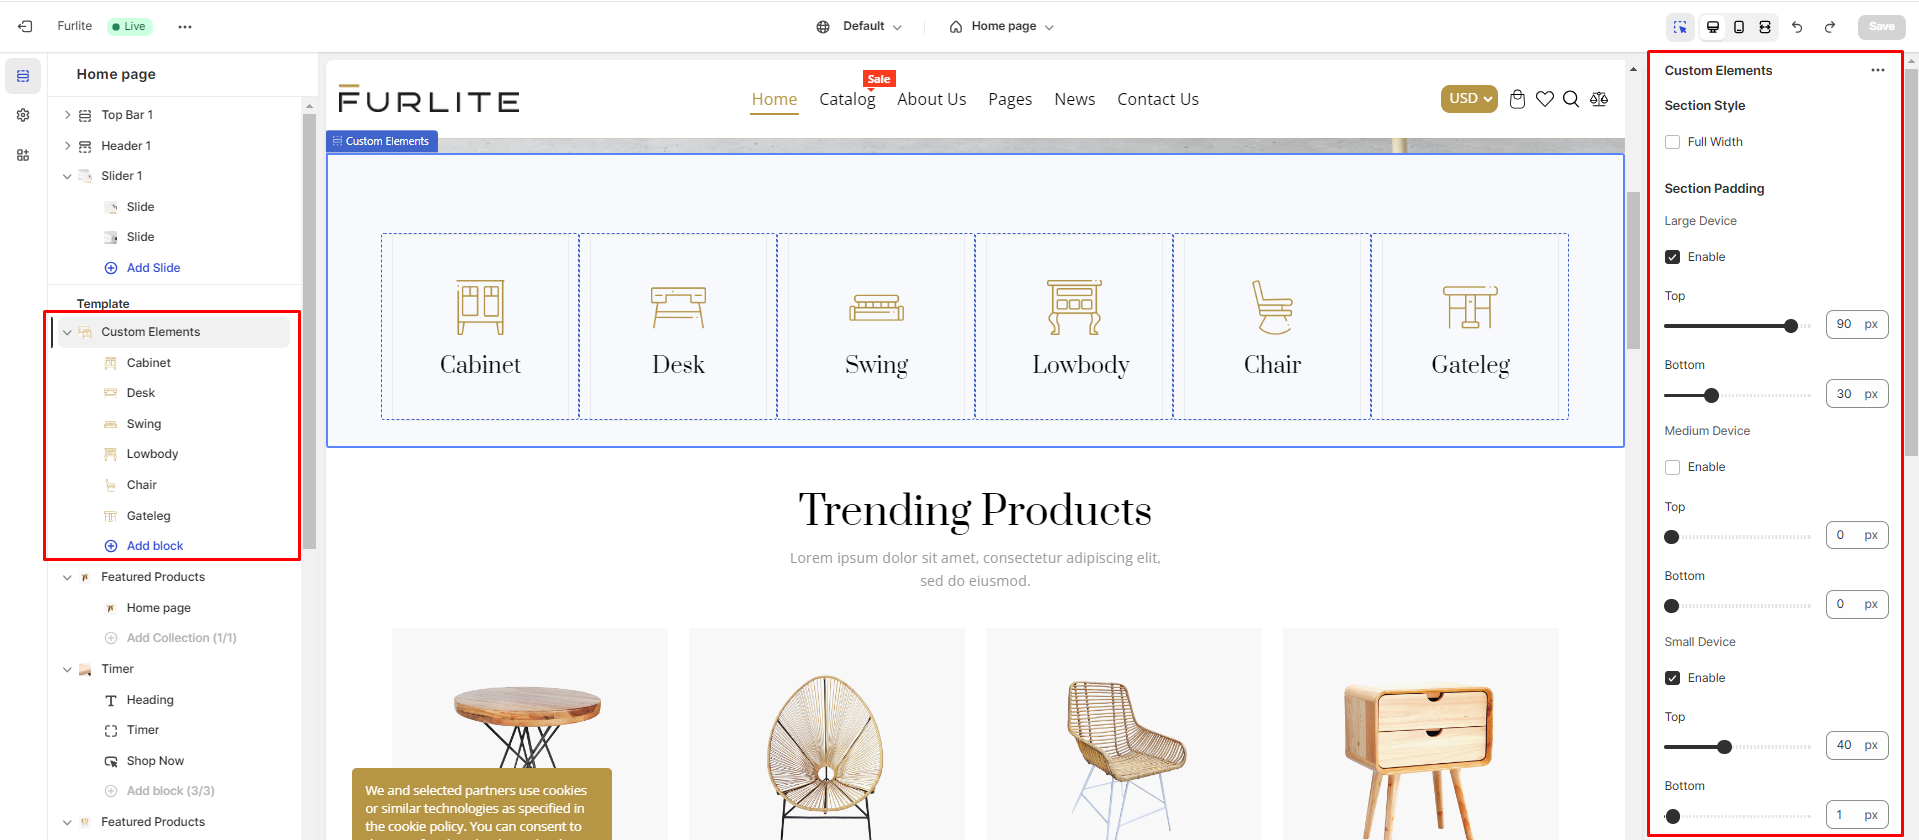 Furlite
Live
Default
Home page
Save
Home page
Top Bar 1
Header 1
Slider 1
Slide
Slide
Add Slide
Template
Custom Elements
Cabinet
Desk
Swing
Lowbody
Chair
Gateleg
Add block
Featured Products
Home page
Add Collection (1/1)
Timer
Heading
Timer
Shop Now
Add block (3/3)
Featured Products
FURLITE
Sale
Home Catalog About Us Pages News Contact Us
USD
Custom Elements
Cabinet Desk Swing Lowbody Chair Gateleg
Trending Products
Lorem ipsum dolor sit amet, consectetur adipiscing elit,
sed do eiusmod.
We and selected partners use cookies
or similar technologies as specified in
the cookie policy. You can consent to
Custom Elements
Section Style
Full Width
Section Padding
Large Device
Enable
Top
90 px
Bottom
30 px
Medium Device
Enable
Top
0 px
Bottom
0 px
Small Device
Enable
Top
40 px
Bottom
1 px